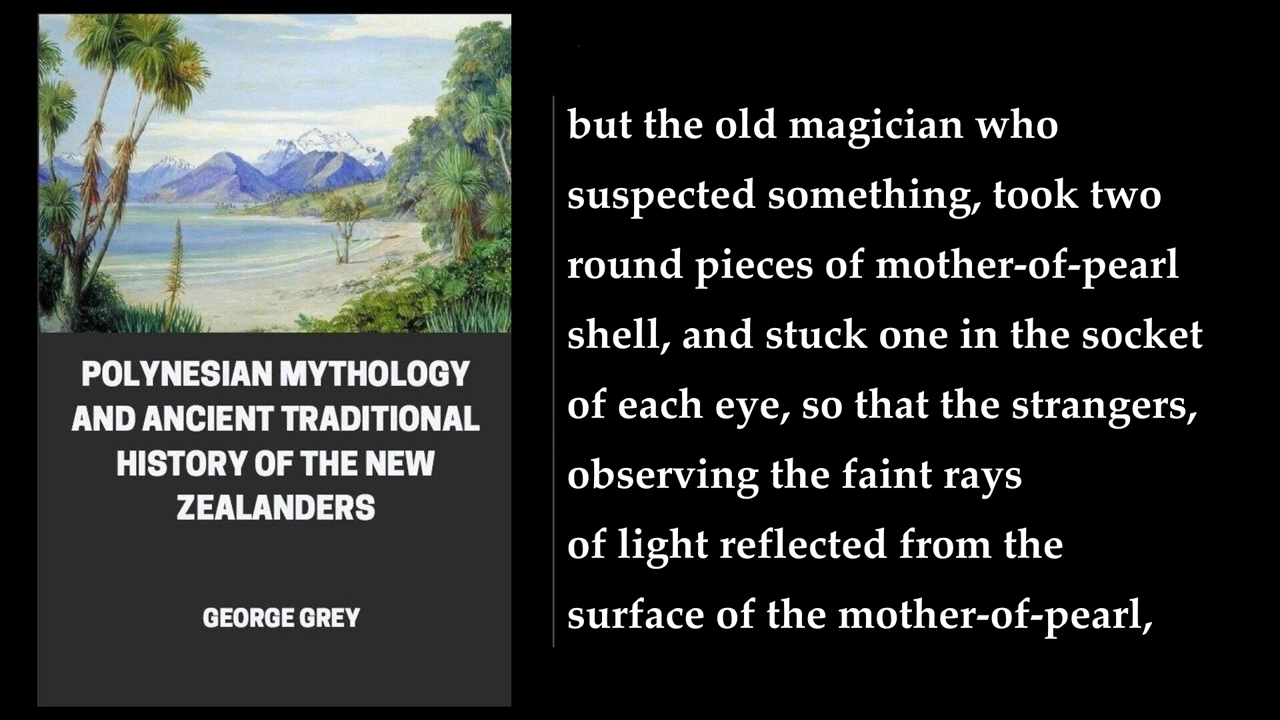 POLYNESIAN MYTHOLOGY
AND ANCIENT TRADITIONAL
HISTORY OF THE NEW
ZEALANDERS
GEORGE GREY
but the old magician who
suspected something, took two
round pieces of mother-of-pearl
shell, and stuck one in the socket
of each eye, so that the strangers,
observing the faint rays
of light reflected from the
surface of the mother-of-pearl,